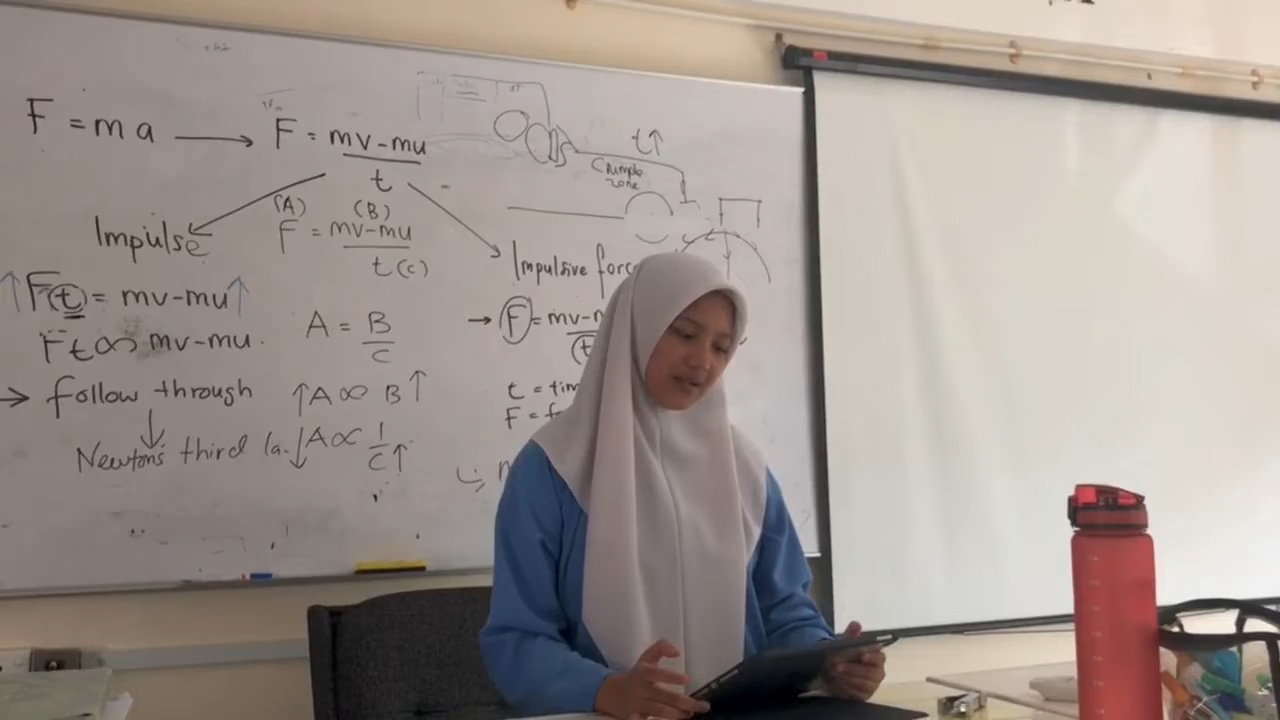 F = ma → F = mv-mu
t
t↑
Crumple
zone
Impulse
(A) (B)
F = mv-mu
t(c)
Impulsive forc
↑F(t) = mv-mu↑
Ft∝ mv-mu.
A = B
C
→ F = mv-m
(t)
→ follow through
↑A ∝ B↑
t = tim
F = f
↓
Newton's third la.
↓A ∝ 1
C↑